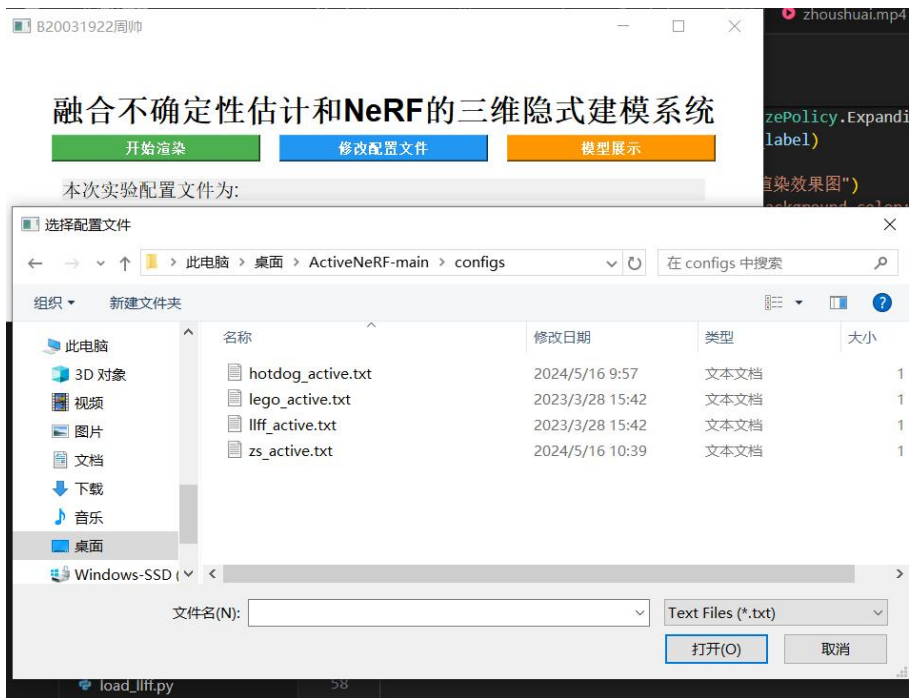 B20031922周帅
zhoushuai.mp4
融合不确定性估计和NeRF的三维隐式建模系统
zePolicy.Expandi
label)
开始渲染 修改配置文件 模型展示
渲染效果图")
本次实验配置文件为:
选择配置文件
此电脑 > 桌面 > ActiveNeRF-main > configs
在 configs 中搜索
组织 新建文件夹
名称 修改日期 类型 大小
此电脑
3D 对象
视频
图片
文档
下载
音乐
桌面
Windows-SSD (
hotdog_active.txt 2024/5/16 9:57 文本文档 1
lego_active.txt 2023/3/28 15:42 文本文档 1
llff_active.txt 2023/3/28 15:42 文本文档 1
zs_active.txt 2024/5/16 10:39 文本文档 1
文件名(N): Text Files (*.txt)
打开(O) 取消
load_llff.py 58